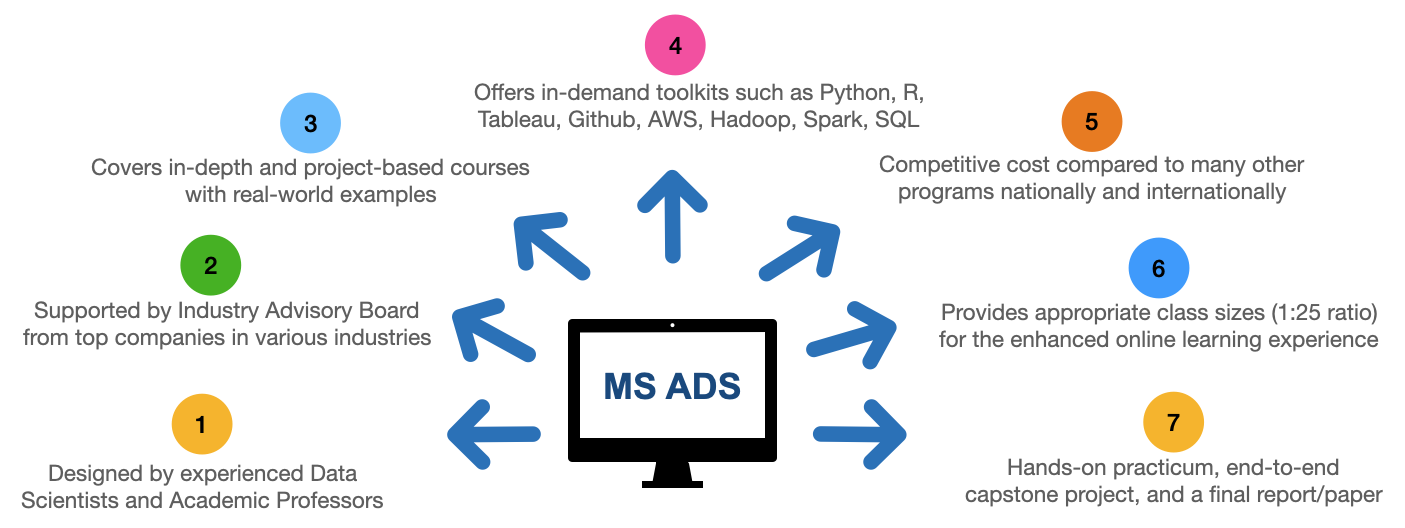 4
Offers in-demand toolkits such as Python, R,
Tableau, Github, AWS, Hadoop, Spark, SQL
3
Covers in-depth and project-based courses
with real-world examples
5
Competitive cost compared to many other
programs nationally and internationally
2
Supported by Industry Advisory Board
from top companies in various industries
6
Provides appropriate class sizes (1:25 ratio)
for the enhanced online learning experience
MS ADS
1
Designed by experienced Data
Scientists and Academic Professors
7
Hands-on practicum, end-to-end
capstone project, and a final report/paper